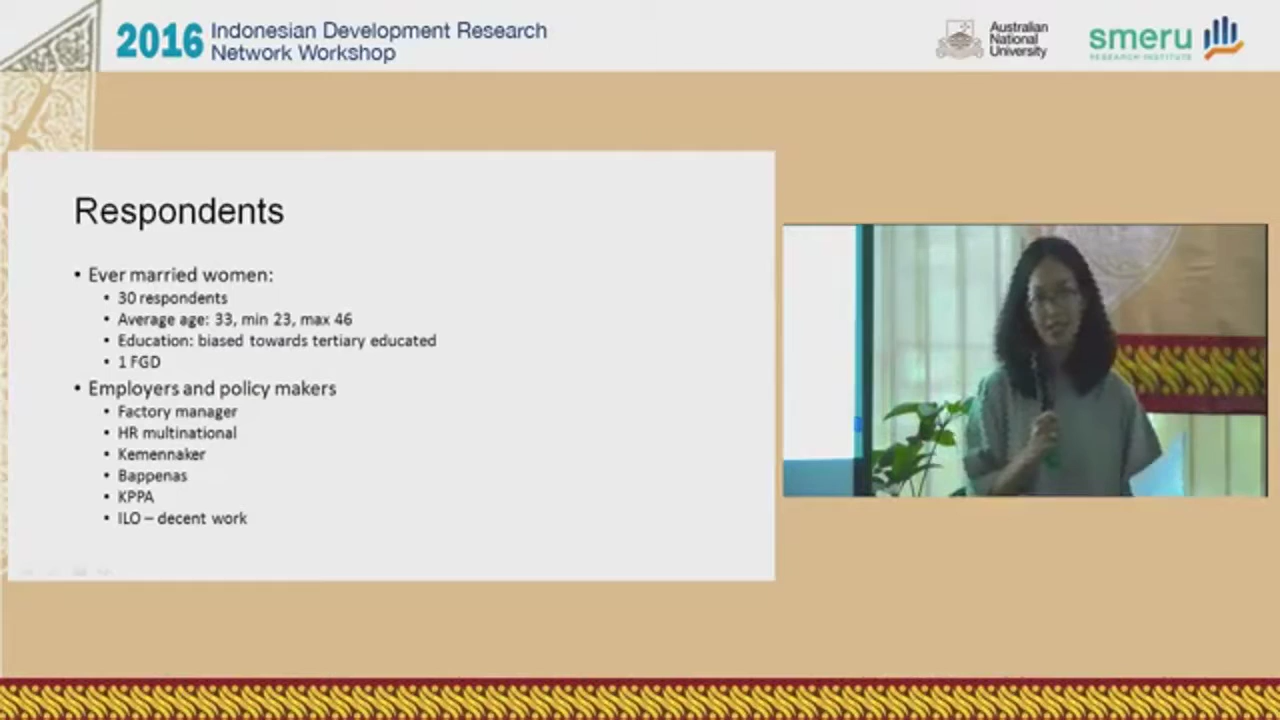 2016 Indonesian Development Research
Network Workshop
Australian
National
University
smeru
RESEARCH INSTITUTE
Respondents
• Ever married women:
• 30 respondents
• Average age: 33, min 23, max 46
• Education: biased towards tertiary educated
• 1 FGD
• Employers and policy makers
• Factory manager
• HR multinational
• Kemennaker
• Bappenas
• KPPA
• ILO – decent work